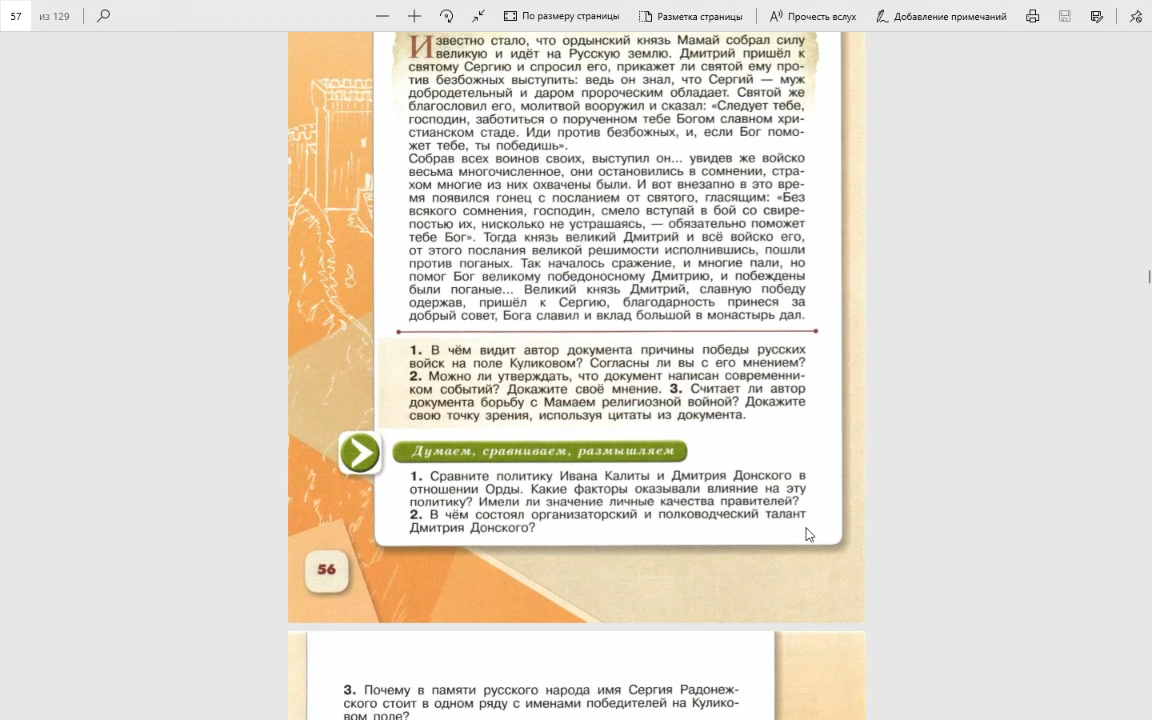 57 из 129 По размеру страницы Разметка страницы Прочесть вслух Добавление примечаний
Известно стало, что ордынский князь Мамай собрал силу
великую и идёт на Русскую землю. Дмитрий пришёл к
святому Сергию и спросил его, прикажет ли святой ему про-
тив безбожных выступить: ведь он знал, что Сергий — муж
добродетельный и даром пророческим обладает. Святой же
благословил его, молитвой вооружил и сказал: «Следует тебе,
господин, заботиться о порученном тебе Богом славном хри-
стианском стаде. Иди против безбожных, и, если Бог помо-
жет тебе, ты победишь».
Собрав всех воинов своих, выступил он... увидев же войско
весьма многочисленное, они остановились в сомнении, стра-
хом многие из них охвачены были. И вот внезапно в это вре-
мя появился гонец с посланием от святого, гласящим: «Без
всякого сомнения, господин, смело вступай в бой со свире-
постью их, нисколько не устрашаясь, — обязательно поможет
тебе Бог». Тогда князь великий Дмитрий и всё войско его,
от этого послания великой решимости исполнившись, пошли
против поганых. Так началось сражение, и многие пали, но
помог Бог великому победоносному Дмитрию, и побеждены
были поганые... Великий князь Дмитрий, славную победу
одержав, пришёл к Сергию, благодарность принеся за
добрый совет, Бога славил и вклад большой в монастырь дал.
1. В чём видит автор документа причины победы русских
войск на поле Куликовом? Согласны ли вы с его мнением?
2. Можно ли утверждать, что документ написан современни-
ком событий? Докажите своё мнение. 3. Считает ли автор
документа борьбу с Мамаем религиозной войной? Докажите
свою точку зрения, используя цитаты из документа.
Думаем, сравниваем, размышляем
1. Сравните политику Ивана Калиты и Дмитрия Донского в
отношении Орды. Какие факторы оказывали влияние на эту
политику? Имели ли значение личные качества правителей?
2. В чём состоял организаторский и полководческий талант
Дмитрия Донского?
56
3. Почему в памяти русского народа имя Сергия Радонеж-
ского стоит в одном ряду с именами победителей на Кулико-
вом поле?